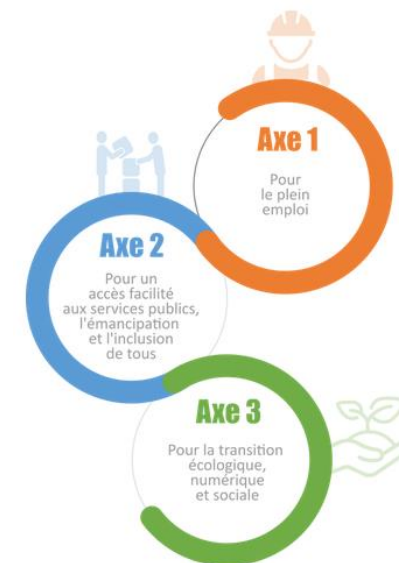 Axe 1
Pour
le plein
emploi
Axe 2
Pour un
accès facilité
aux services publics,
l'émancipation
et l'inclusion
de tous
Axe 3
Pour la transition
écologique,
numérique
et sociale